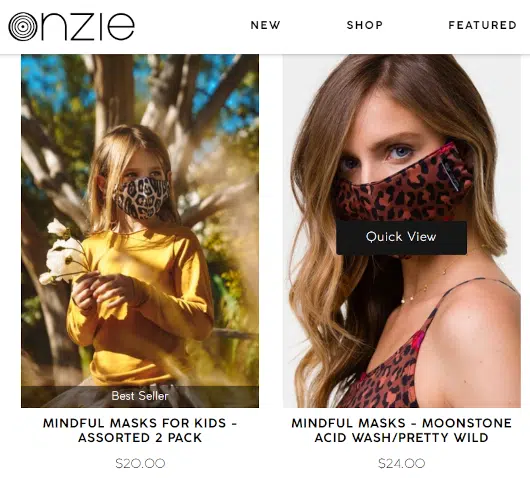 onzie
NEW SHOP FEATURED
Quick View
Best Seller
MINDFUL MASKS FOR KIDS -
ASSORTED 2 PACK
$20.00
MINDFUL MASKS - MOONSTONE
ACID WASH/PRETTY WILD
$24.00